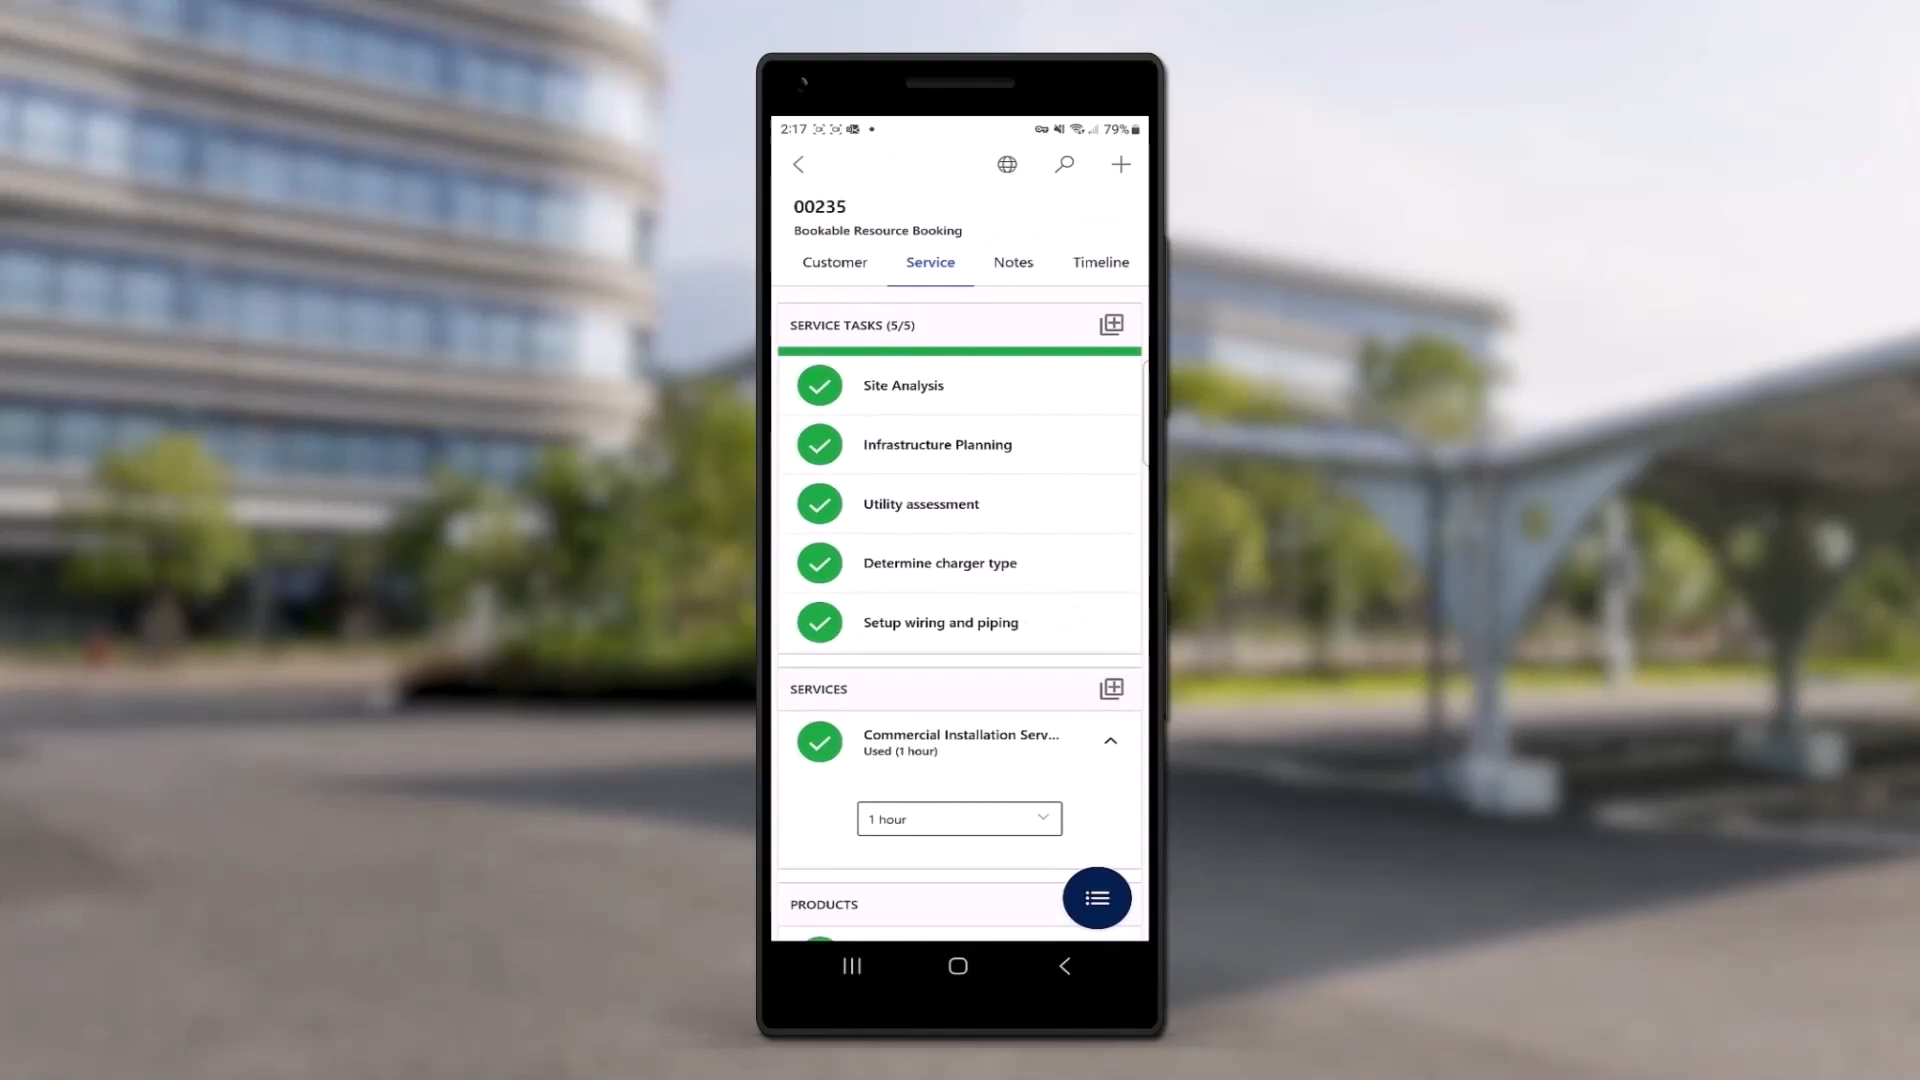 2:17
79%
00235
Bookable Resource Booking
Customer Service Notes Timeline
SERVICE TASKS (5/5)
Site Analysis
Infrastructure Planning
Utility assessment
Determine charger type
Setup wiring and piping
SERVICES
Commercial Installation Serv...
Used (1 hour)
1 hour
PRODUCTS